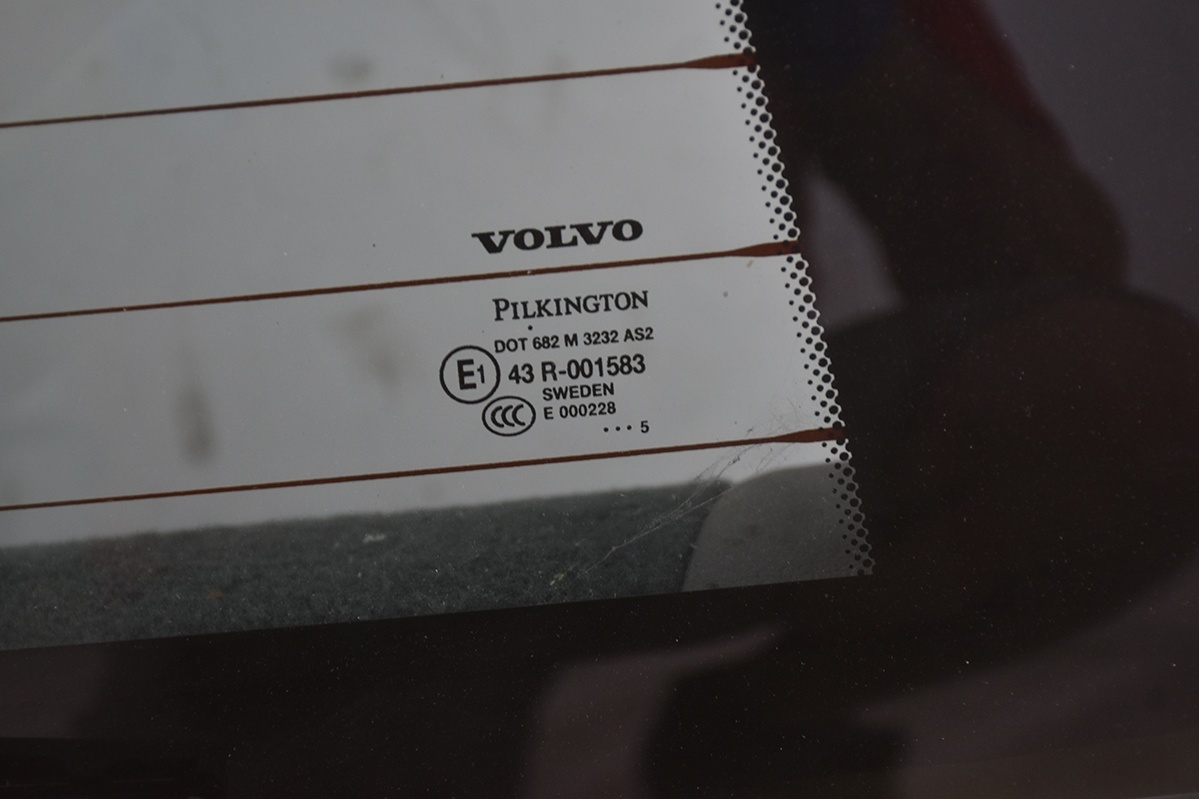 VOLVO
PILKINGTON
DOT 682 M 3232 AS2
E1 43 R-001583
SWEDEN
CCC E 000228
... 5